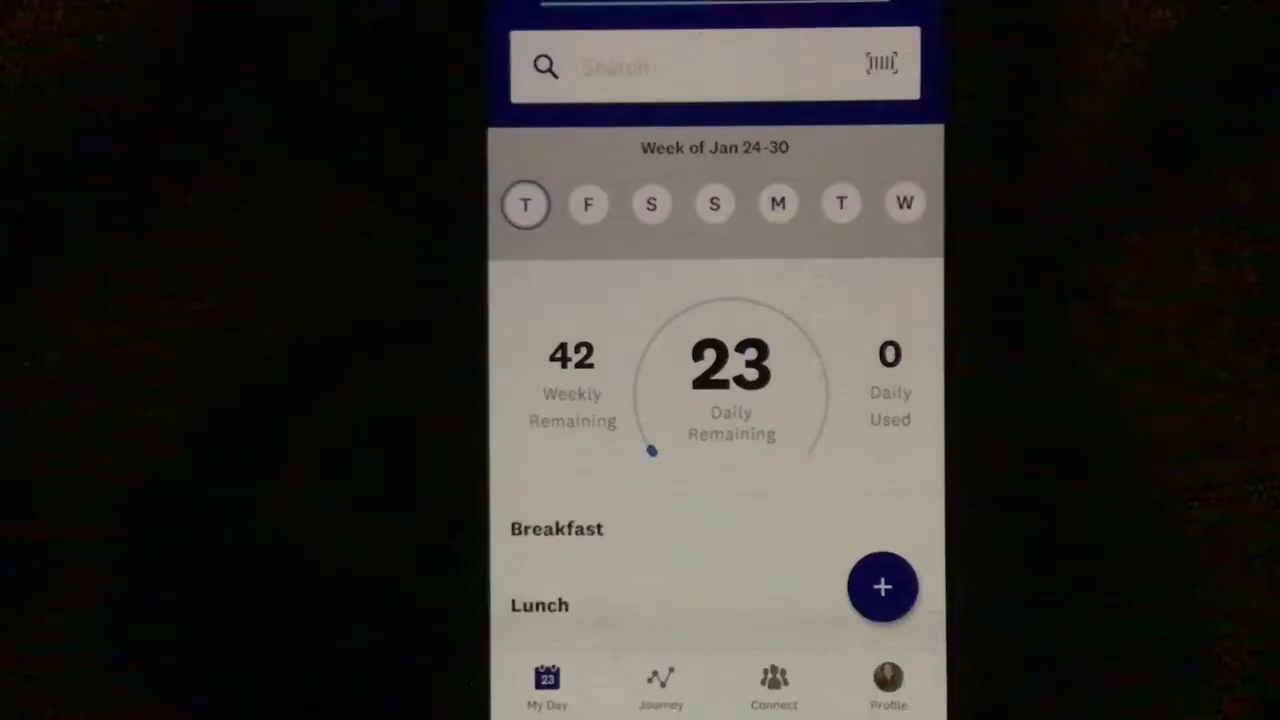 Search
Week of Jan 24-30
T F S S M T W
42
Weekly
Remaining
23
Daily
Remaining
0
Daily
Used
Breakfast
+
Lunch
23
My Day
Journey
Connect
Profile